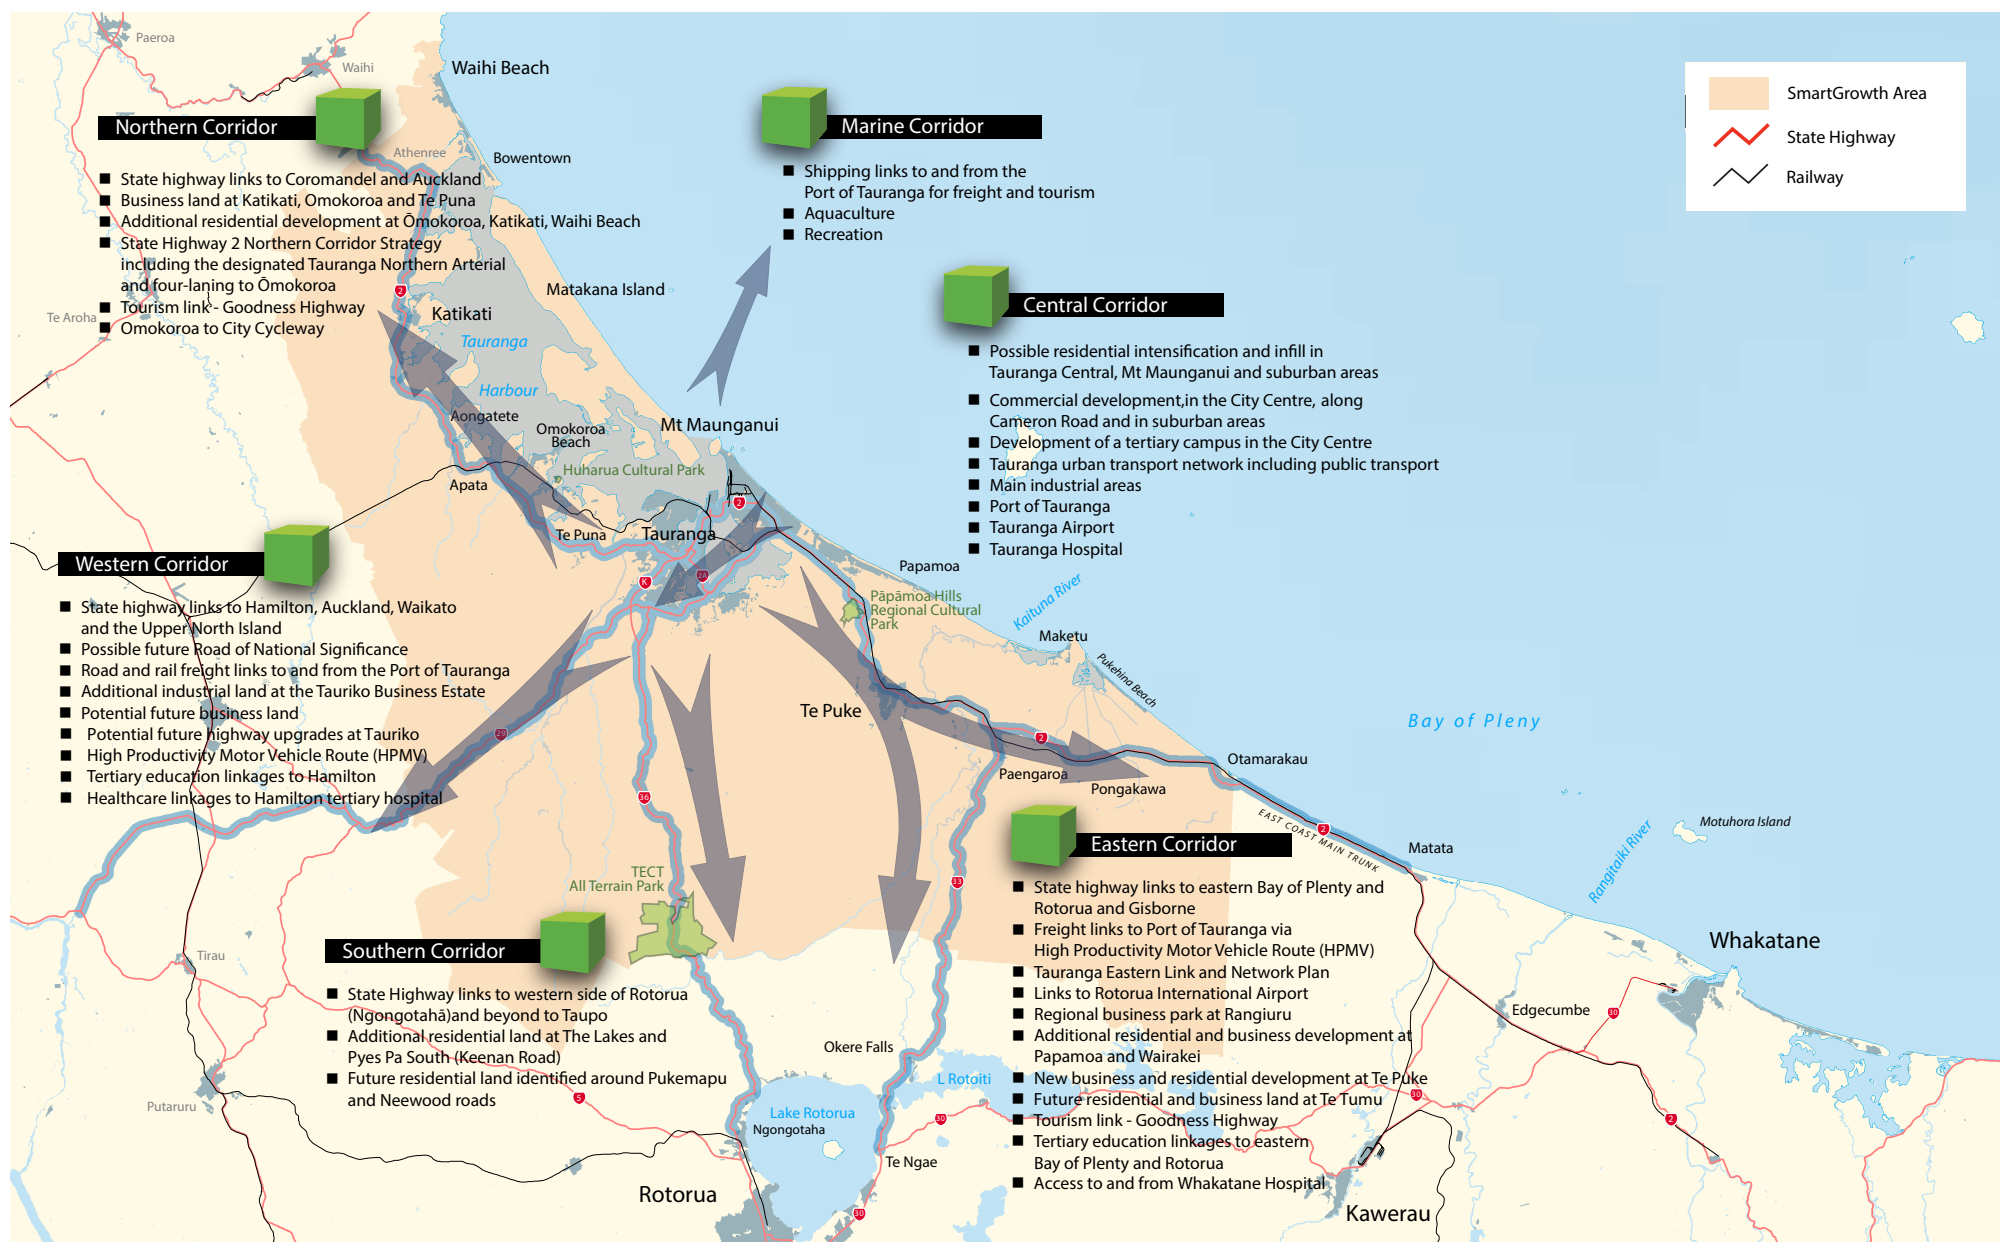 Paeroa
Waihi
Waihi Beach
Northern Corridor
Athenree
Bowentown
■ State highway links to Coromandel and Auckland
■ Business land at Katikati, Omokoroa and Te Puna
■ Additional residential development at Ōmokoroa, Katikati, Waihi Beach
■ State Highway 2 Northern Corridor Strategy
including the designated Tauranga Northern Arterial
and four-laning to Ōmokoroa
■ Tourism link - Goodness Highway
■ Omokoroa to City Cycleway
Marine Corridor
■ Shipping links to and from the
Port of Tauranga for freight and tourism
■ Aquaculture
■ Recreation
SmartGrowth Area
State Highway
Railway
Central Corridor
■ Possible residential intensification and infill in
Tauranga Central, Mt Maunganui and suburban areas
■ Commercial development,in the City Centre, along
Cameron Road and in suburban areas
■ Development of a tertiary campus in the City Centre
■ Tauranga urban transport network including public transport
■ Main industrial areas
■ Port of Tauranga
■ Tauranga Airport
■ Tauranga Hospital
Te Aroha
2
Matakana Island
Katikati
Tauranga
Harbour
Aongatete
Omokoroa
Beach
Mt Maunganui
Huharua Cultural Park
Apata
2
Te Puna
Tauranga
K
2A
Papamoa
Pāpāmoa Hills
Regional Cultural
Park
Kaituna River
Maketu
Pukehina Beach
Western Corridor
■ State highway links to Hamilton, Auckland, Waikato
and the Upper North Island
■ Possible future Road of National Significance
■ Road and rail freight links to and from the Port of Tauranga
■ Additional industrial land at the Tauriko Business Estate
■ Potential future business land
■ Potential future highway upgrades at Tauriko
■ High Productivity Motor Vehicle Route (HPMV)
■ Tertiary education linkages to Hamilton
■ Healthcare linkages to Hamilton tertiary hospital
29
36
Te Puke
2
Paengaroa
Pongakawa
Otamarakau
Bay of Pleny
EAST COAST MAIN TRUNK
2
Matata
Rangitaiki River
Motuhora Island
Whakatane
33
TECT
All Terrain Park
Eastern Corridor
■ State highway links to eastern Bay of Plenty and
Rotorua and Gisborne
■ Freight links to Port of Tauranga via
High Productivity Motor Vehicle Route (HPMV)
■ Tauranga Eastern Link and Network Plan
■ Links to Rotorua International Airport
■ Regional business park at Rangiuru
■ Additional residential and business development at
Papamoa and Wairakei
■ New business and residential development at Te Puke
■ Future residential and business land at Te Tumu
■ Tourism link - Goodness Highway
■ Tertiary education linkages to eastern
Bay of Plenty and Rotorua
■ Access to and from Whakatane Hospital
Southern Corridor
■ State Highway links to western side of Rotorua
(Ngongotahā)and beyond to Taupo
■ Additional residential land at The Lakes and
Pyes Pa South (Keenan Road)
■ Future residential land identified around Pukemapu
and Neewood roads
Tirau
Putaruru
5
Okere Falls
L Rotoiti
Lake Rotorua
Ngongotaha
30
Te Ngae
Rotorua
30
Edgecumbe
30
30
2
Kawerau